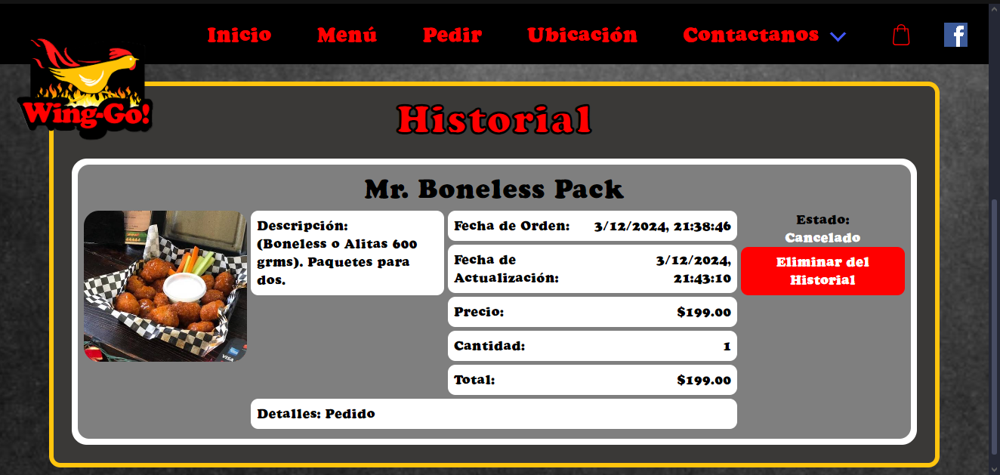 Inicio
Menú
Pedir
Ubicación
Contactanos
f
Wing-Go!
Historial
Mr. Boneless Pack
Descripción:
(Boneless o Alitas 600
grms). Paquetes para
dos.
Fecha de Orden: 3/12/2024, 21:38:46
Fecha de 3/12/2024,
Actualización: 21:43:10
Precio: $199.00
Cantidad: 1
Total: $199.00
Detalles: Pedido
Estado:
Cancelado
Eliminar del
Historial
VISA